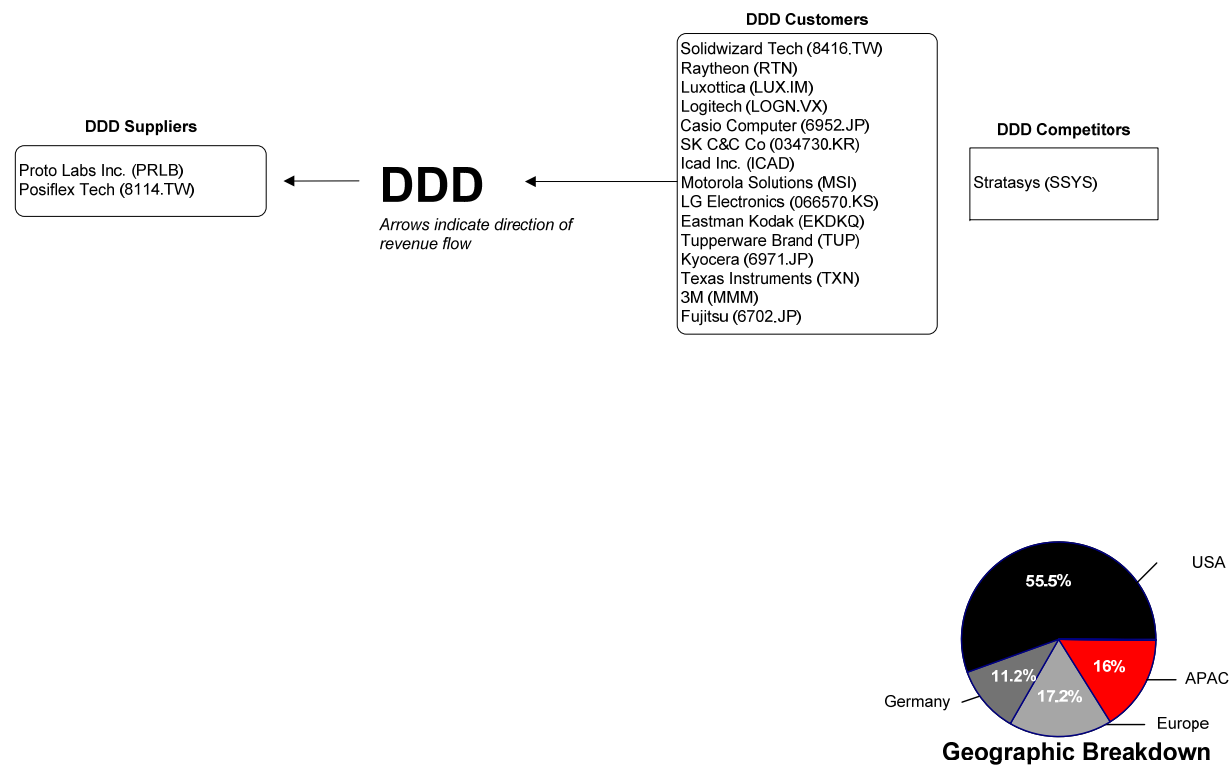 DDD Customers
Solidwizard Tech (8416.TW)
Raytheon (RTN)
Luxottica (LUX.IM)
Logitech (LOGN.VX)
Casio Computer (6952.JP)
SK C&C Co (034730.KR)
Icad Inc. (ICAD)
Motorola Solutions (MSI)
LG Electronics (066570.KS)
Eastman Kodak (EKDKQ)
Tupperware Brand (TUP)
Kyocera (6971.JP)
Texas Instruments (TXN)
3M (MMM)
Fujitsu (6702.JP)
DDD Suppliers
Proto Labs Inc. (PRLB)
Posiflex Tech (8114.TW)
DDD
Arrows indicate direction of
revenue flow
DDD Competitors
Stratasys (SSYS)
USA
55.5%
16%
APAC
11.2%
17.2%
Germany
Europe
Geographic Breakdown